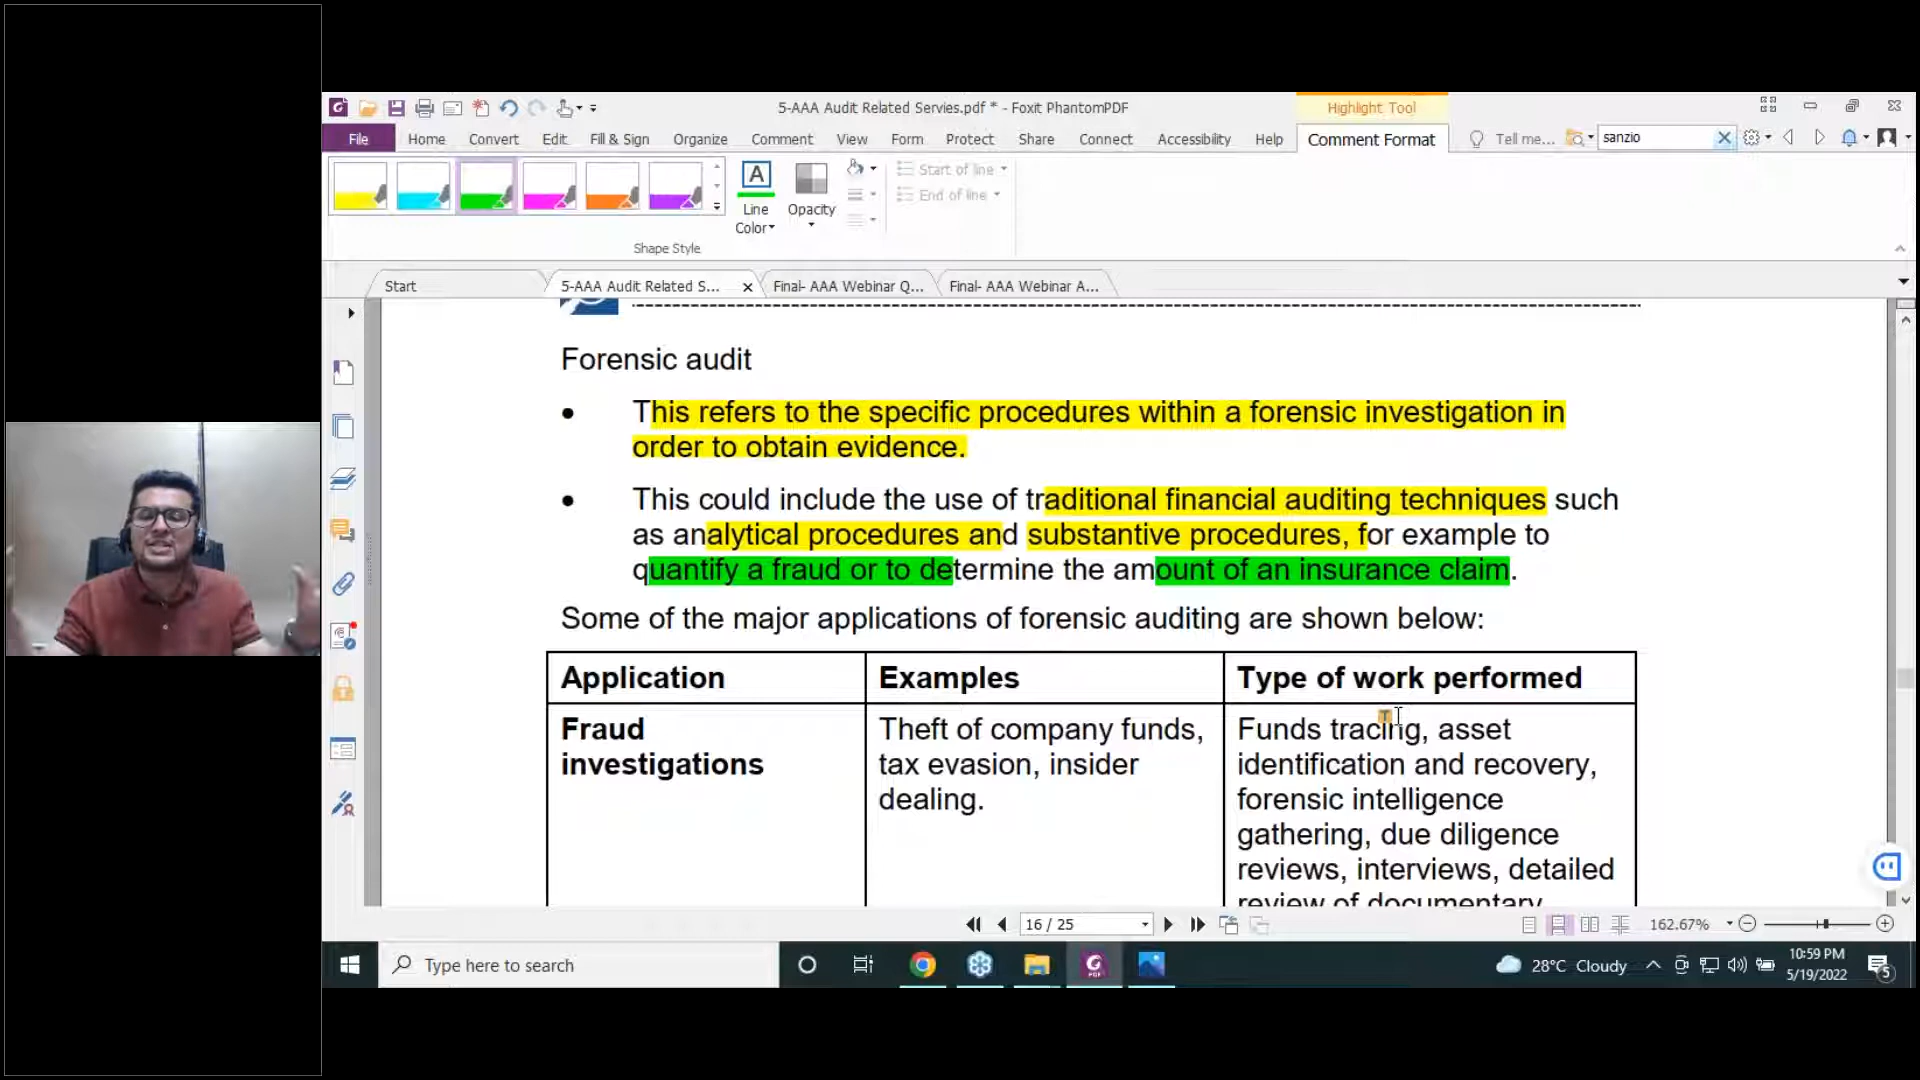 5-AAA Audit Related Servies.pdf * - Foxit PhantomPDF
Highlight Tool
File Home Convert Edit Fill & Sign Organize Comment View Form Protect Share Connect Accessibility Help Comment Format Tell me... sanzio
Start of line
End of line
Line
Color
Opacity
Shape Style
Start 5-AAA Audit Related S... Final- AAA Webinar Q... Final- AAA Webinar A...
Forensic audit
• This refers to the specific procedures within a forensic investigation in
order to obtain evidence.
• This could include the use of traditional financial auditing techniques such
as analytical procedures and substantive procedures, for example to
quantify a fraud or to determine the amount of an insurance claim.
Some of the major applications of forensic auditing are shown below:
Application Examples Type of work performed
Fraud
investigations
Theft of company funds,
tax evasion, insider
dealing.
Funds tracing, asset
identification and recovery,
forensic intelligence
gathering, due diligence
reviews, interviews, detailed
review of documentary
16 / 25
162.67%
Type here to search
28°C Cloudy
10:59 PM
5/19/2022
5